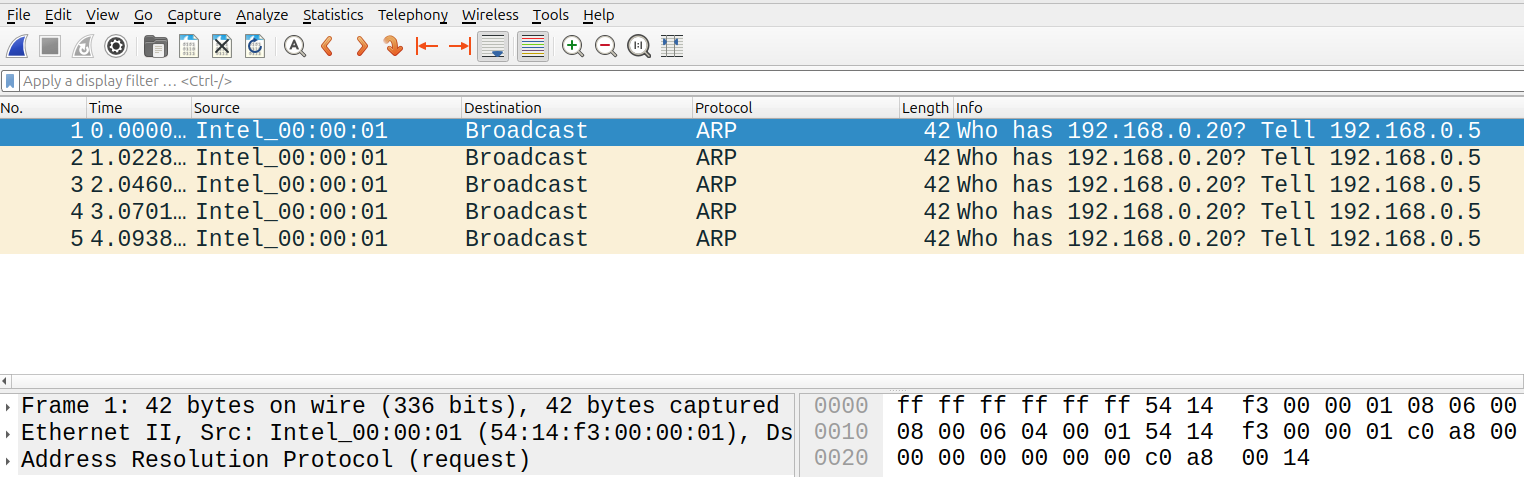 File Edit View Go Capture Analyze Statistics Telephony Wireless Tools Help
Apply a display filter … <Ctrl-/>
No. Time Source Destination Protocol Length Info
1 0.0000… Intel_00:00:01 Broadcast ARP 42 Who has 192.168.0.20? Tell 192.168.0.5
2 1.0228… Intel_00:00:01 Broadcast ARP 42 Who has 192.168.0.20? Tell 192.168.0.5
3 2.0460… Intel_00:00:01 Broadcast ARP 42 Who has 192.168.0.20? Tell 192.168.0.5
4 3.0701… Intel_00:00:01 Broadcast ARP 42 Who has 192.168.0.20? Tell 192.168.0.5
5 4.0938… Intel_00:00:01 Broadcast ARP 42 Who has 192.168.0.20? Tell 192.168.0.5
Frame 1: 42 bytes on wire (336 bits), 42 bytes captured
Ethernet II, Src: Intel_00:00:01 (54:14:f3:00:00:01), Ds
Address Resolution Protocol (request)
0000 ff ff ff ff ff ff 54 14 f3 00 00 01 08 06 00
0010 08 00 06 04 00 01 54 14 f3 00 00 01 c0 a8 00
0020 00 00 00 00 00 00 c0 a8 00 14